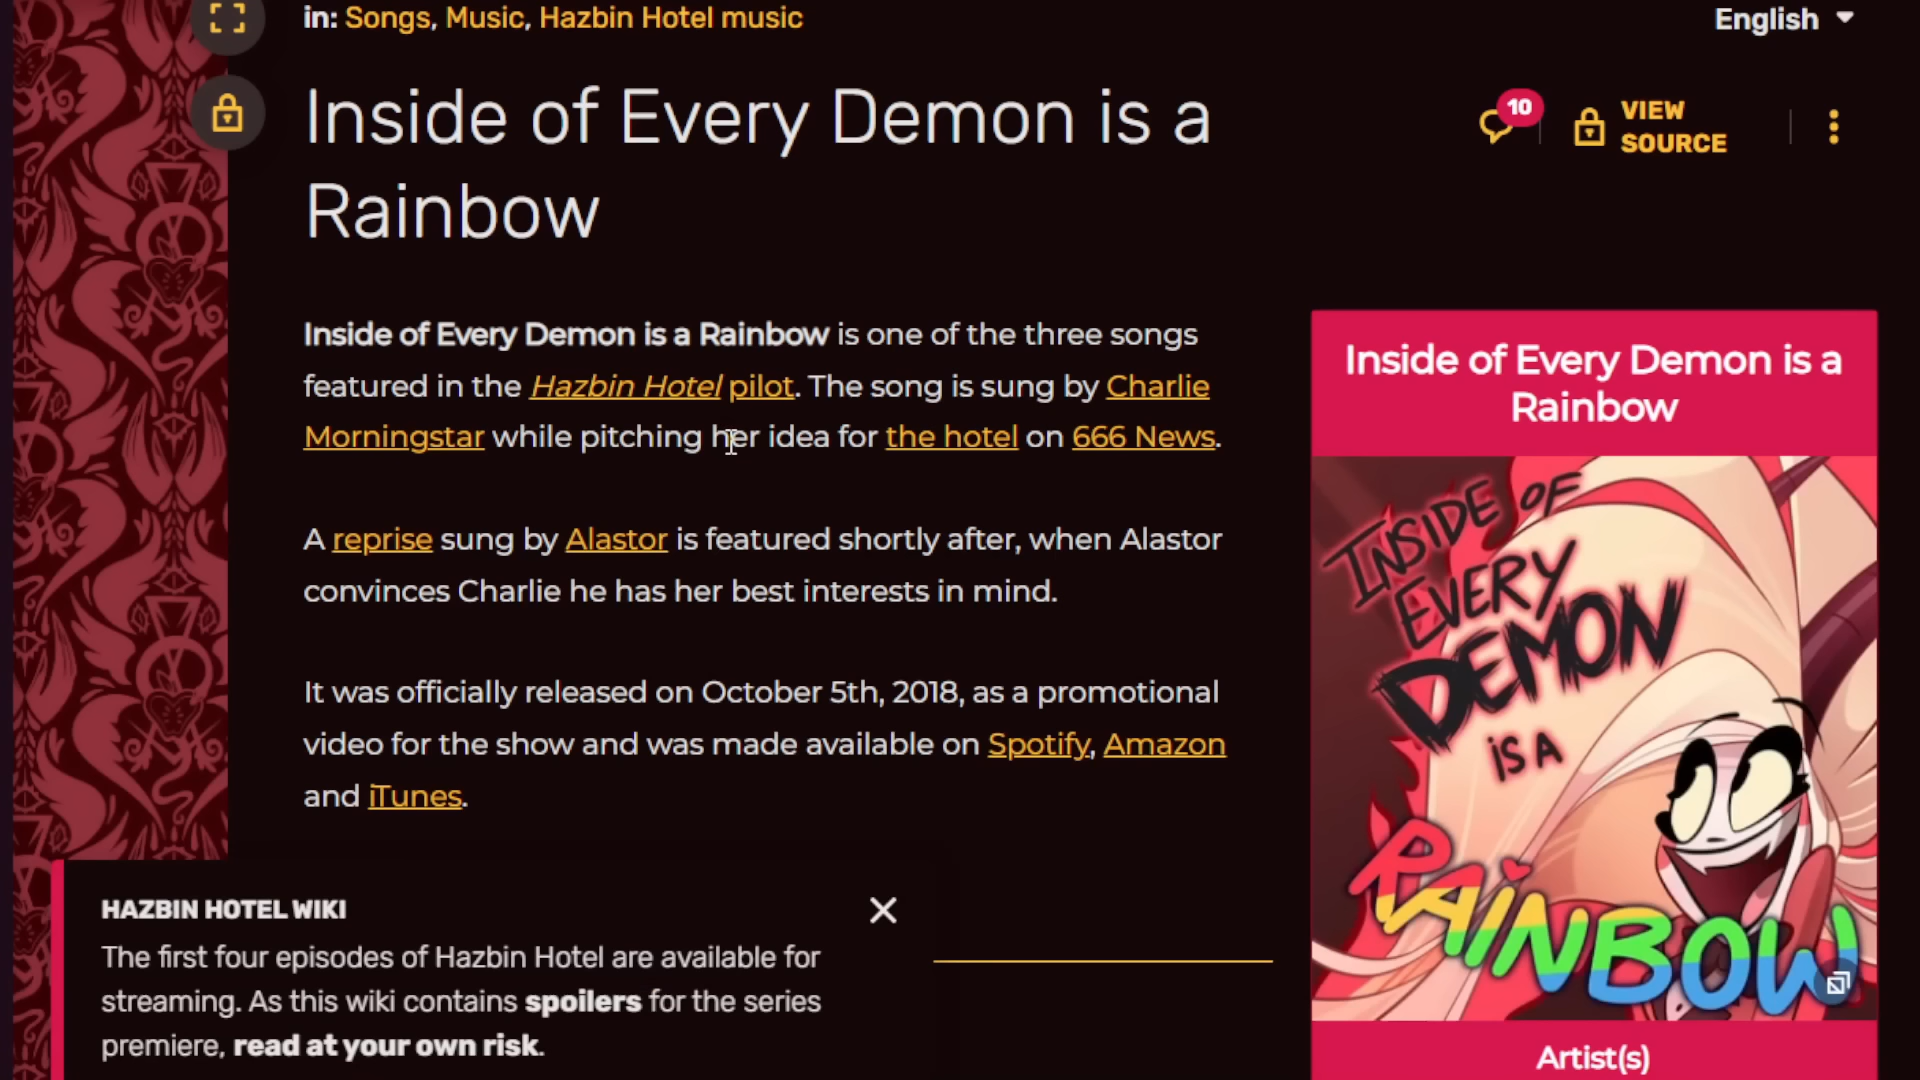 in: Songs, Music, Hazbin Hotel music
English
Inside of Every Demon is a
Rainbow
10
VIEW
SOURCE
Inside of Every Demon is a Rainbow is one of the three songs
featured in the Hazbin Hotel pilot. The song is sung by Charlie
Morningstar while pitching her idea for the hotel on 666 News.
A reprise sung by Alastor is featured shortly after, when Alastor
convinces Charlie he has her best interests in mind.
It was officially released on October 5th, 2018, as a promotional
video for the show and was made available on Spotify, Amazon
and iTunes.
Inside of Every Demon is a
Rainbow
INSIDE OF
EVERY
DEMON
iS A
RAiNBOW
Artist(s)
HAZBIN HOTEL WIKI
The first four episodes of Hazbin Hotel are available for
streaming. As this wiki contains spoilers for the series
premiere, read at your own risk.